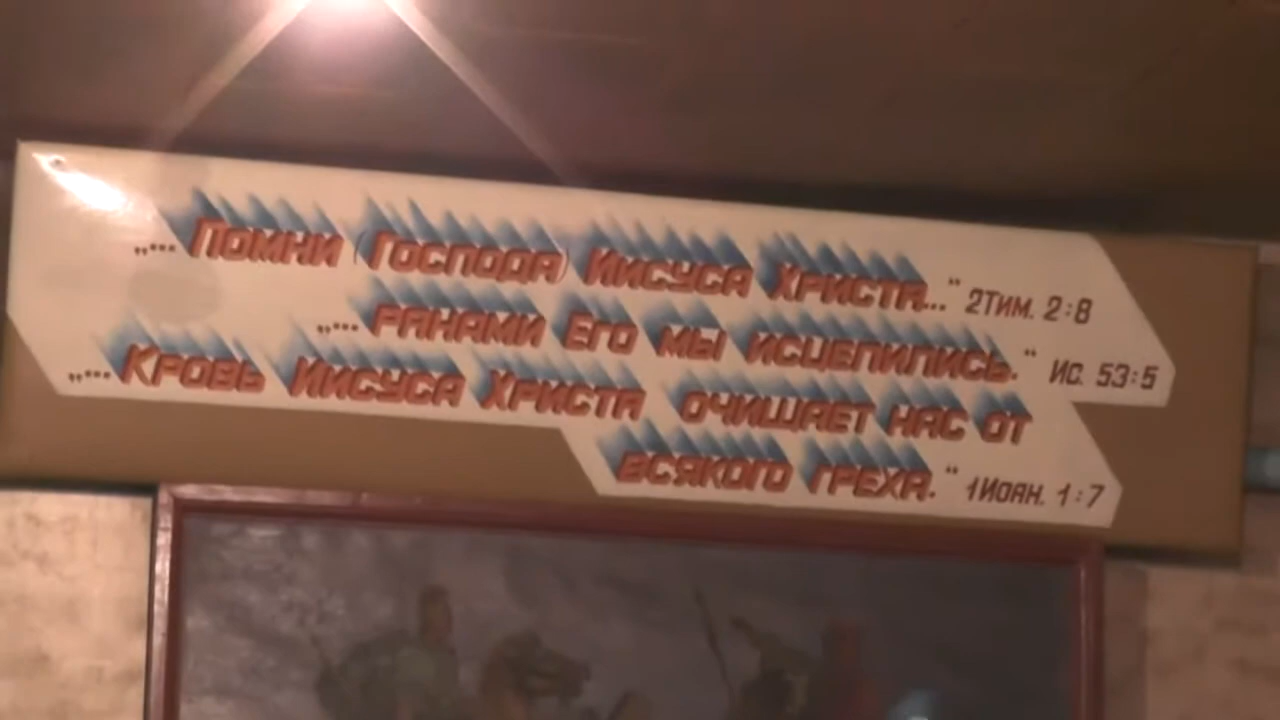 „... Помни (Господа) Иисуса Христа...“ 2Тим. 2:8
„... ранами Его мы исцелились.“ Ис. 53:5
„... Кровь Иисуса Христа очищает нас от
всякого греха.“ 1Иоан. 1:7